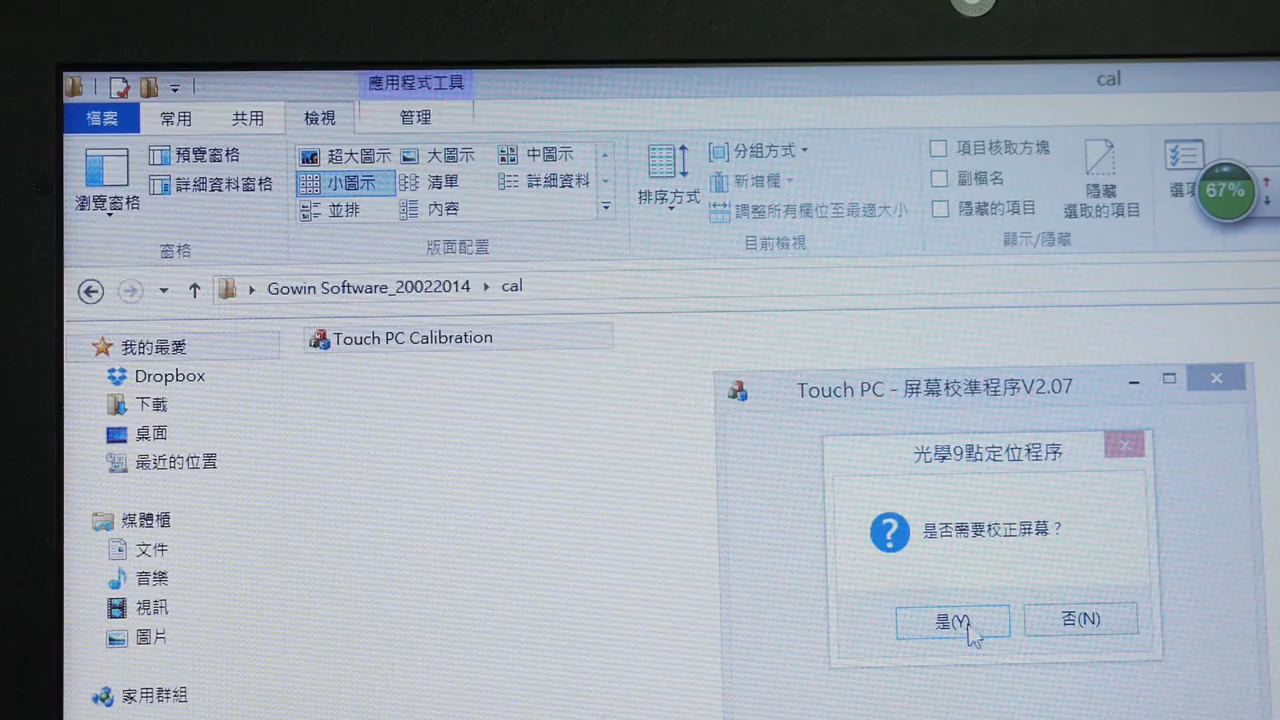 應用程式工具
cal
檔案 常用 共用 檢視 管理
瀏覽窗格
預覽窗格
詳細資料窗格
窗格
超大圖示 大圖示 中圖示
小圖示 清單 詳細資料
並排 內容
版面配置
排序方式
分組方式
新增欄
調整所有欄位至最適大小
目前檢視
項目核取方塊
副檔名
隱藏的項目
隱藏
選取的項目
顯示/隱藏
67%
Gowin Software_20022014 cal
我的最愛
Dropbox
下載
桌面
最近的位置
媒體櫃
文件
音樂
視訊
圖片
家用群組
Touch PC Calibration
Touch PC - 屏幕校準程序V2.07
光學9點定位程序
是否需要校正屏幕？
是(Y) 否(N)